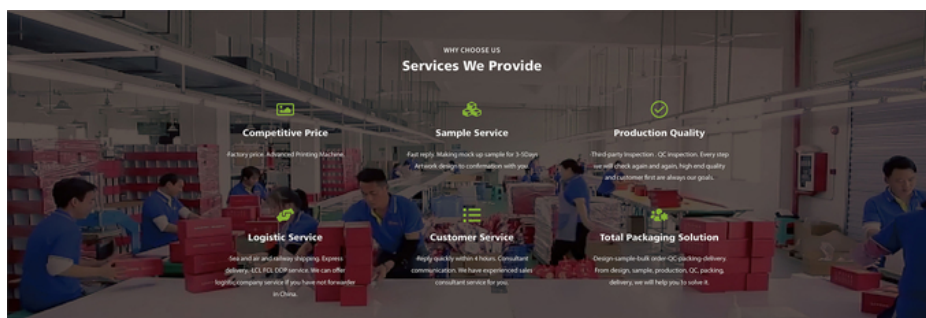 WHY CHOOSE US
Services We Provide
Competitive Price
Sample Service
Production Quality
·Factory price. Advanced Printing Machine.
·Fast reply. Making mock up sample for 3-5Days
Artwork design to confirmation with you
·Third-party Inspection . QC inspection. Every step
we will check again and again, high end quality
and customer first are always our goals.
Logistic Service
Customer Service
Total Packaging Solution
·Sea and air and railway shipping. Express
delivery. LCL FCL DDP service. We can offer
logistic company service if you have not forwarder
in China.
·Reply quickly within 4 hours. Consultant
communication. We have experienced sales
consultant service for you.
·Design-sample-bulk order-QC-packing-delivery.
From design, sample, production, QC, packing,
delivery, we will help you to solve it.